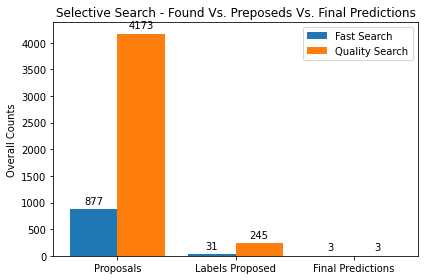 Selective Search - Found Vs. Preposeds Vs. Final Predictions
Fast Search
Quality Search
Overall Counts
4000
3500
3000
2500
2000
1500
1000
500
0
877
4173
31
245
3
3
Proposals
Labels Proposed
Final Predictions